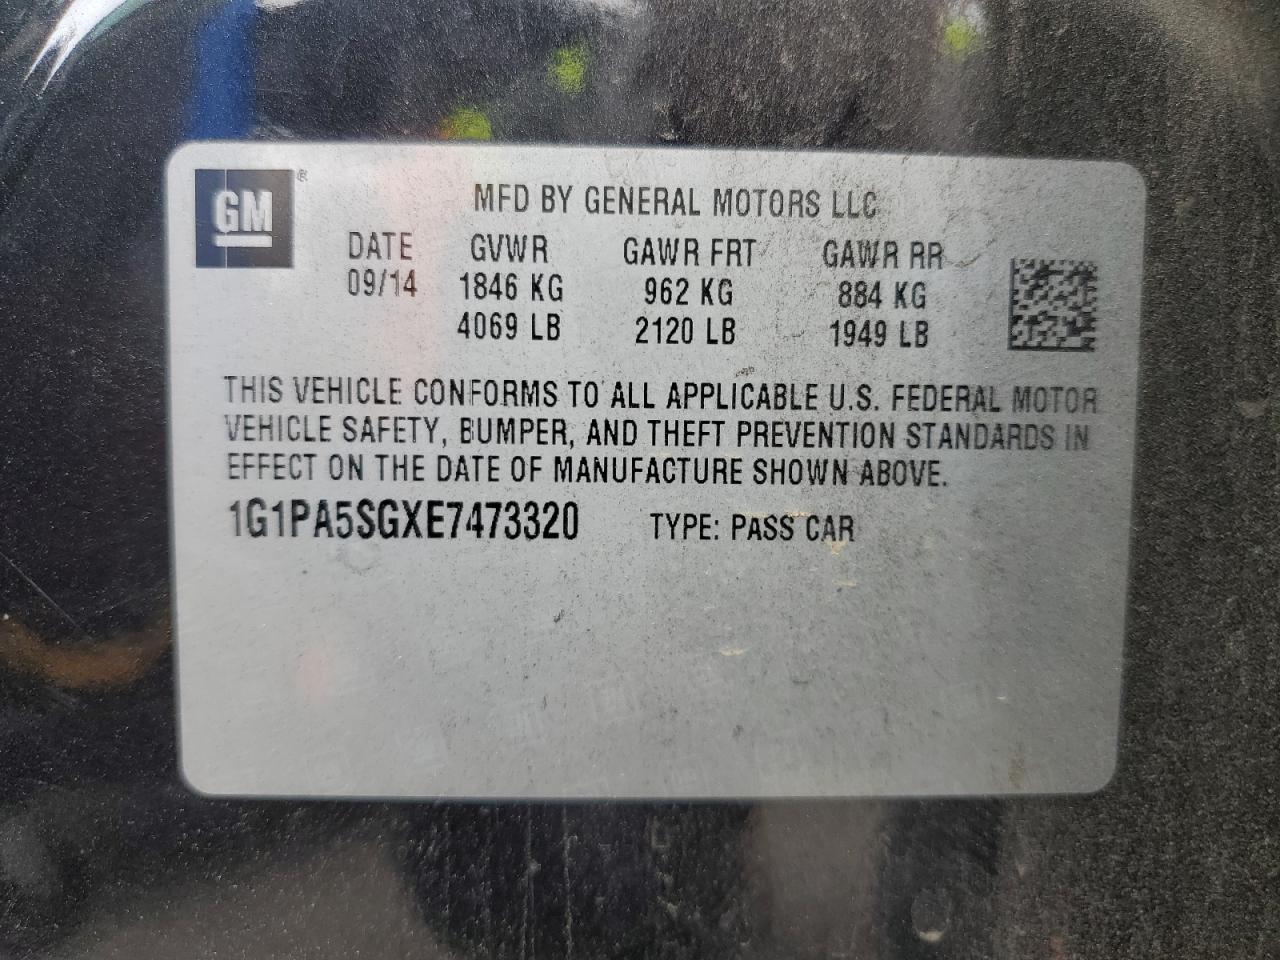 GM ®
MFD BY GENERAL MOTORS LLC
DATE GVWR GAWR FRT GAWR RR
09/14 1846 KG 962 KG 884 KG
4069 LB 2120 LB 1949 LB
THIS VEHICLE CONFORMS TO ALL APPLICABLE U.S. FEDERAL MOTOR
VEHICLE SAFETY, BUMPER, AND THEFT PREVENTION STANDARDS IN
EFFECT ON THE DATE OF MANUFACTURE SHOWN ABOVE.
1G1PA5SGXE7473320 TYPE: PASS CAR